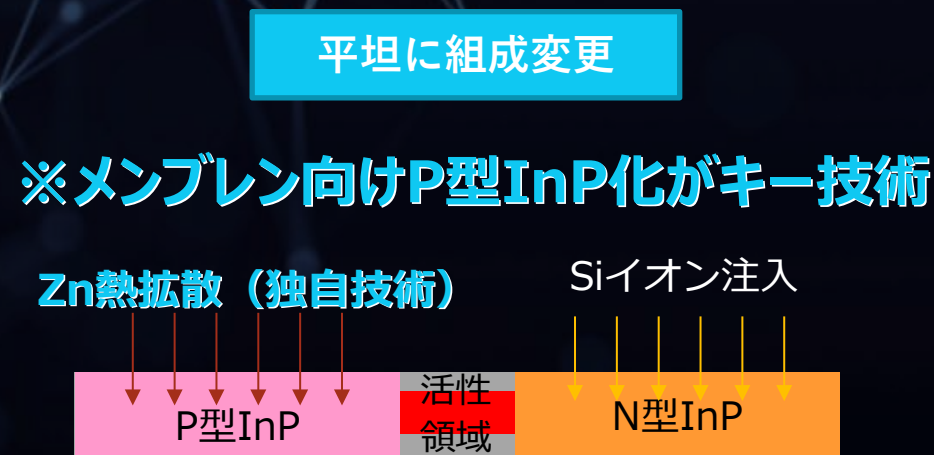 平坦に組成変更
※メンブレン向けP型InP化がキー技術
Zn熱拡散（独自技術）
Siイオン注入
P型InP
活性
領域
N型InP